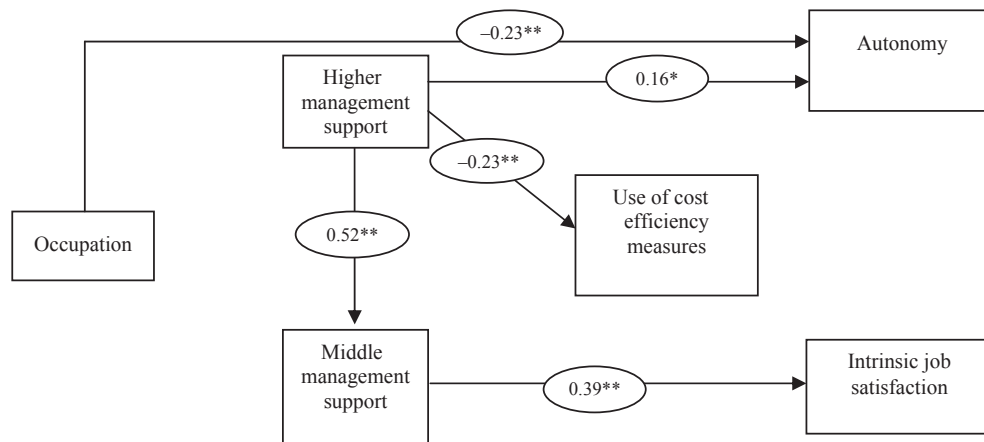 –0.23**
Autonomy
Higher
management
support
0.16*
–0.23**
Use of cost
efficiency
measures
Occupation
0.52**
Middle
management
support
0.39**
Intrinsic job
satisfaction